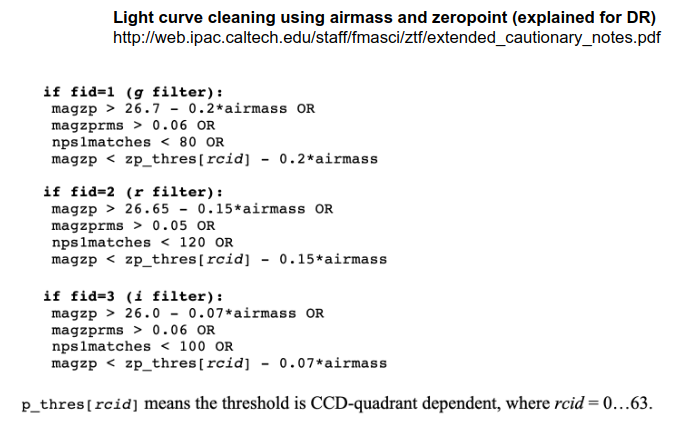 Light curve cleaning using airmass and zeropoint (explained for DR)
http://web.ipac.caltech.edu/staff/fmasci/ztf/extended_cautionary_notes.pdf
if fid=1 (g filter):
magzp > 26.7 - 0.2*airmass OR
magzprms > 0.06 OR
nps1matches < 80 OR
magzp < zp_thres[rcid] - 0.2*airmass
if fid=2 (r filter):
magzp > 26.65 - 0.15*airmass OR
magzprms > 0.05 OR
nps1matches < 120 OR
magzp < zp_thres[rcid] - 0.15*airmass
if fid=3 (i filter):
magzp > 26.0 - 0.07*airmass OR
magzprms > 0.06 OR
nps1matches < 100 OR
magzp < zp_thres[rcid] - 0.07*airmass
p_thres[rcid] means the threshold is CCD-quadrant dependent, where rcid = 0…63.